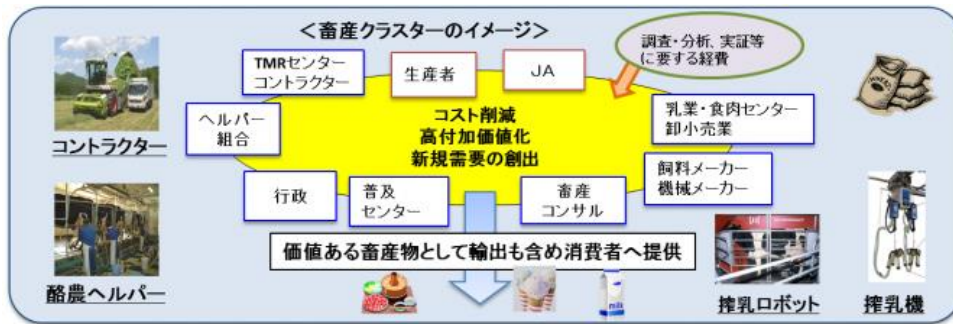 ＜畜産クラスターのイメージ＞
調査・分析、実証等
に要する経費
TMRセンター
コントラクター
生産者
JA
ヘルパー
組合
コスト削減
高付加価値化
新規需要の創出
乳業・食肉センター
卸小売業
コントラクター
飼料メーカー
機械メーカー
行政
普及
センター
畜産
コンサル
価値ある畜産物として輸出も含め消費者へ提供
milk
酪農ヘルパー
搾乳ロボット
搾乳機